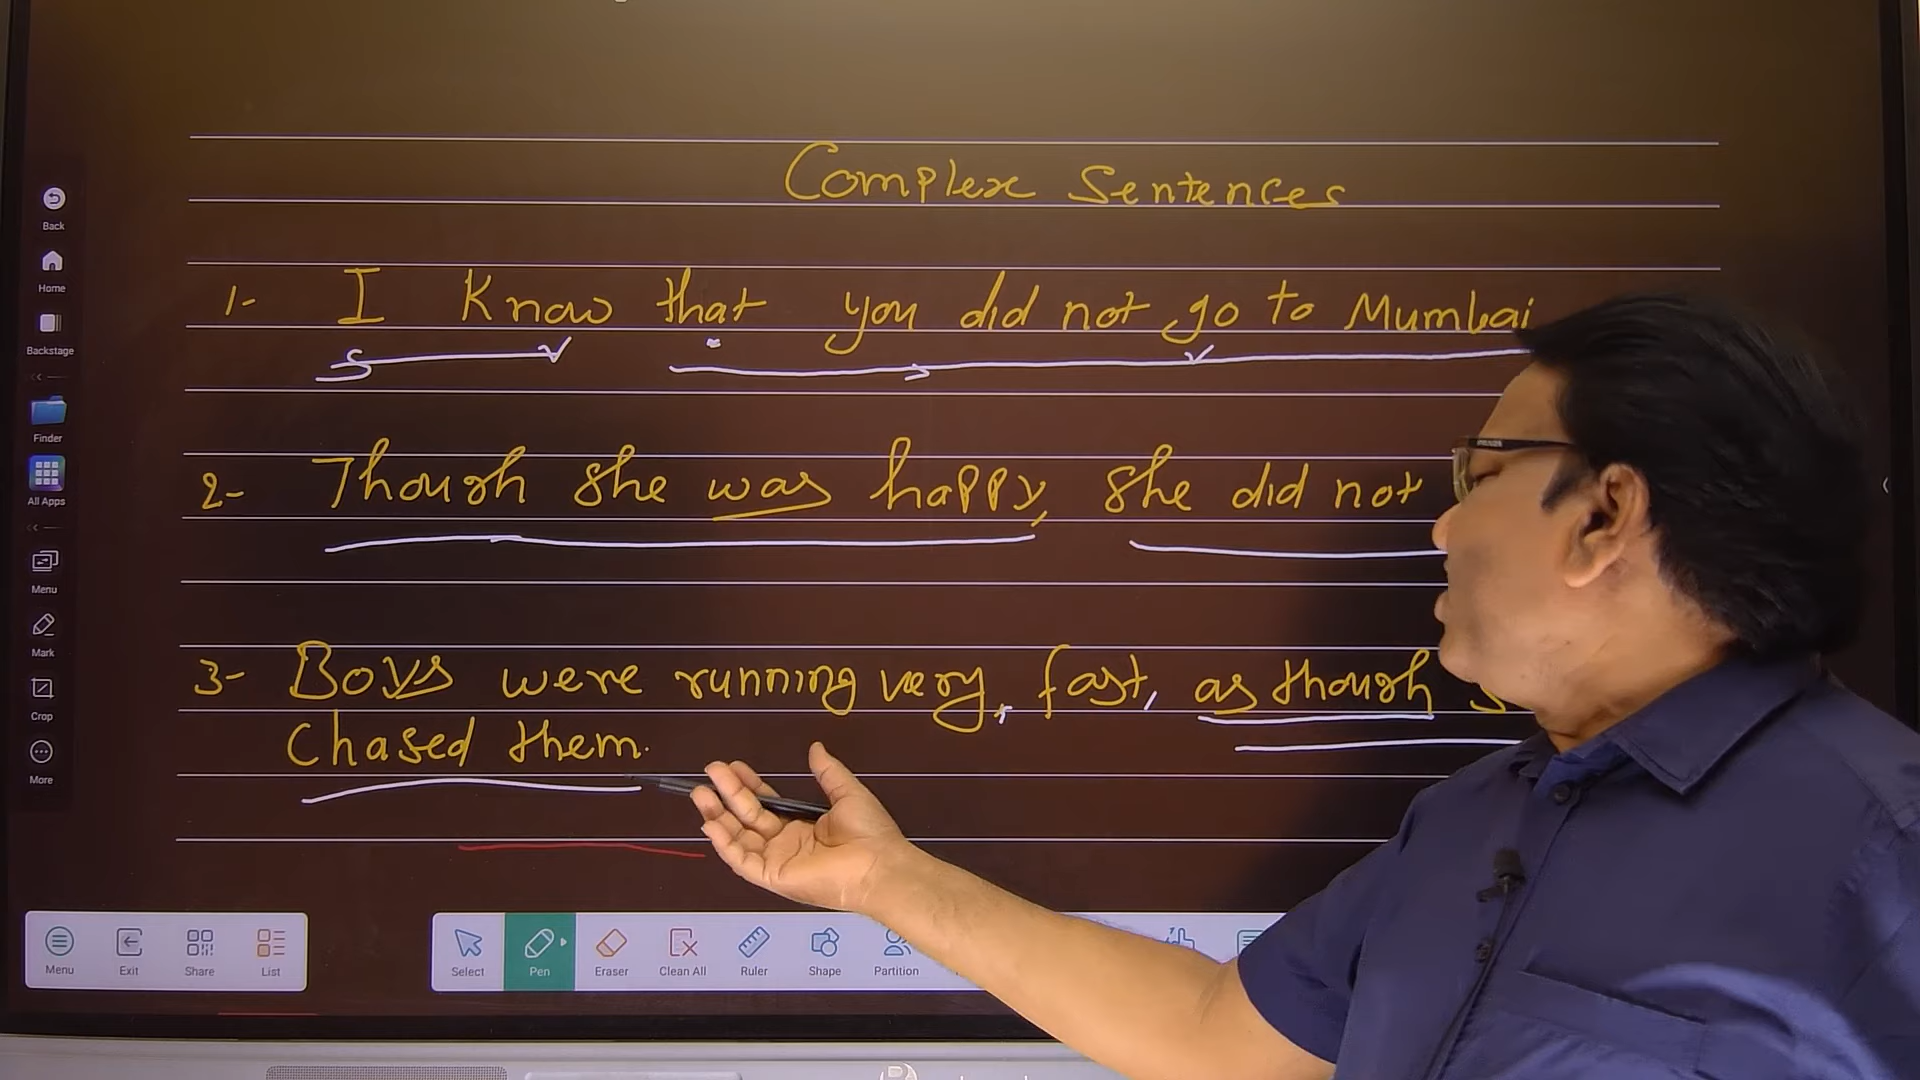 Complex Sentences
1- I Know that you did not go to Mumbai
2- Though she was happy, she did not
3- Boys were running very, fast, as though
Chased them.
Back
Home
Backstage
Finder
All Apps
Menu
Mark
Crop
More
Menu Exit Share List
Select Pen Eraser Clean All Ruler Shape Partition